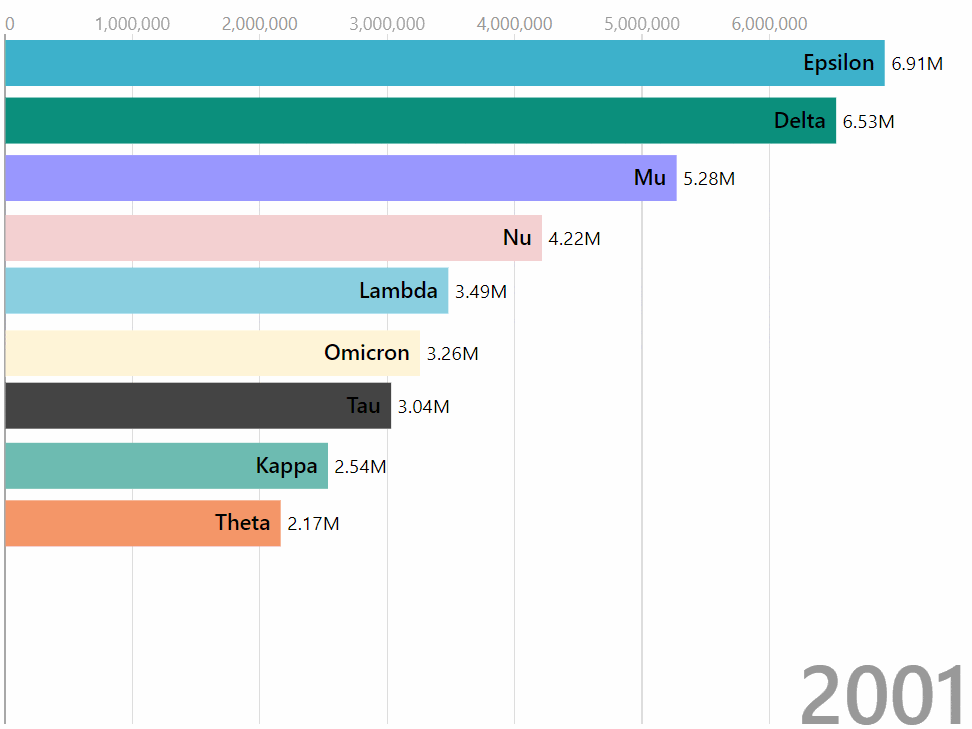 0 1,000,000 2,000,000 3,000,000 4,000,000 5,000,000 6,000,000
Epsilon 6.91M
Delta 6.53M
Mu 5.28M
Nu 4.22M
Lambda 3.49M
Omicron 3.26M
Tau 3.04M
Kappa 2.54M
Theta 2.17M
2001